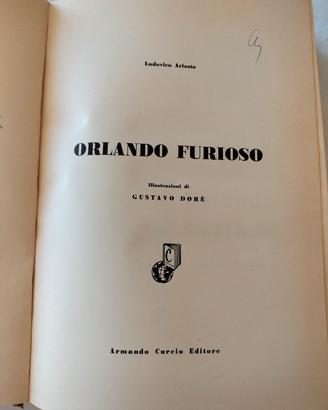 Ludovico Ariosto
ORLANDO FURIOSO
Illustrazioni di
GUSTAVO DORÉ
C
Armando Curcio Editore